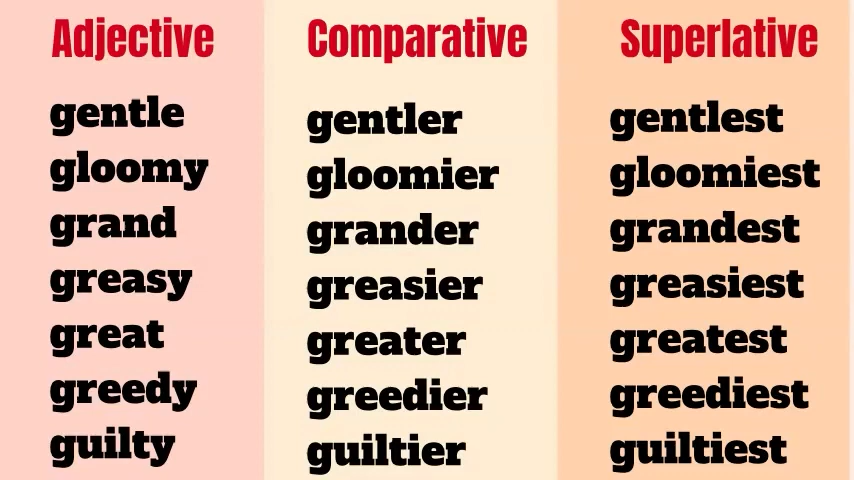 Adjective Comparative Superlative
gentle gentler gentlest
gloomy gloomier gloomiest
grand grander grandest
greasy greasier greasiest
great greater greatest
greedy greedier greediest
guilty guiltier guiltiest